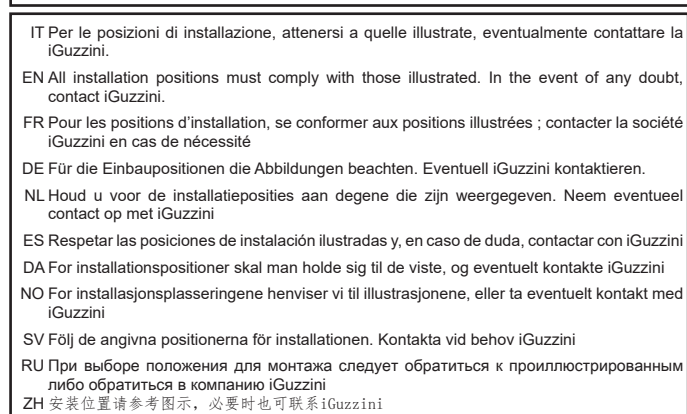 IT Per le posizioni di installazione, attenersi a quelle illustrate, eventualmente contattare la
iGuzzini.
EN All installation positions must comply with those illustrated. In the event of any doubt,
contact iGuzzini.
FR Pour les positions d’installation, se conformer aux positions illustrées ; contacter la société
iGuzzini en cas de nécessité
DE Für die Einbaupositionen die Abbildungen beachten. Eventuell iGuzzini kontaktieren.
NL Houd u voor de installatieposities aan degene die zijn weergegeven. Neem eventueel
contact op met iGuzzini
ES Respetar las posiciones de instalación ilustradas y, en caso de duda, contactar con iGuzzini
DA For installationspositioner skal man holde sig til de viste, og eventuelt kontakte iGuzzini
NO For installasjonsplasseringene henviser vi til illustrasjonene, eller ta eventuelt kontakt med
iGuzzini
SV Följ de angivna positionerna för installationen. Kontakta vid behov iGuzzini
RU При выборе положения для монтажа следует обратиться к проиллюстрированным
либо обратиться в компанию iGuzzini
ZH 安装位置请参考图示，必要时也可联系iGuzzini